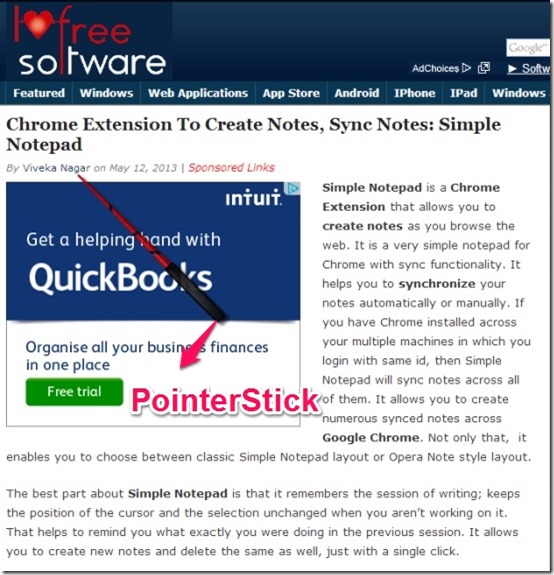 I ♥ free
software
Google™
AdChoices
► Softw
Featured Windows Web Applications App Store Android IPhone IPad Windows
Chrome Extension To Create Notes, Sync Notes: Simple
Notepad
By Viveka Nagar on May 12, 2013 | Sponsored Links
INTUIT.
Get a helping hand with
QuickBooks
Organise all your business finances
in one place
Free trial
PointerStick
Simple Notepad is a Chrome
Extension that allows you to
create notes as you browse the
web. It is a very simple notepad for
Chrome with sync functionality. It
helps you to synchronize your
notes automatically or manually. If
you have Chrome installed across
your multiple machines in which you
login with same id, then Simple
Notepad will sync notes across all
of them. It allows you to create
numerous synced notes across
Google Chrome. Not only that, it
enables you to choose between classic Simple Notepad layout or Opera Note style layout.
The best part about Simple Notepad is that it remembers the session of writing; keeps
the position of the cursor and the selection unchanged when you aren't working on it.
That helps to remind you what exactly you were doing in the previous session. It allows
you to create new notes and delete the same as well, just with a single click.